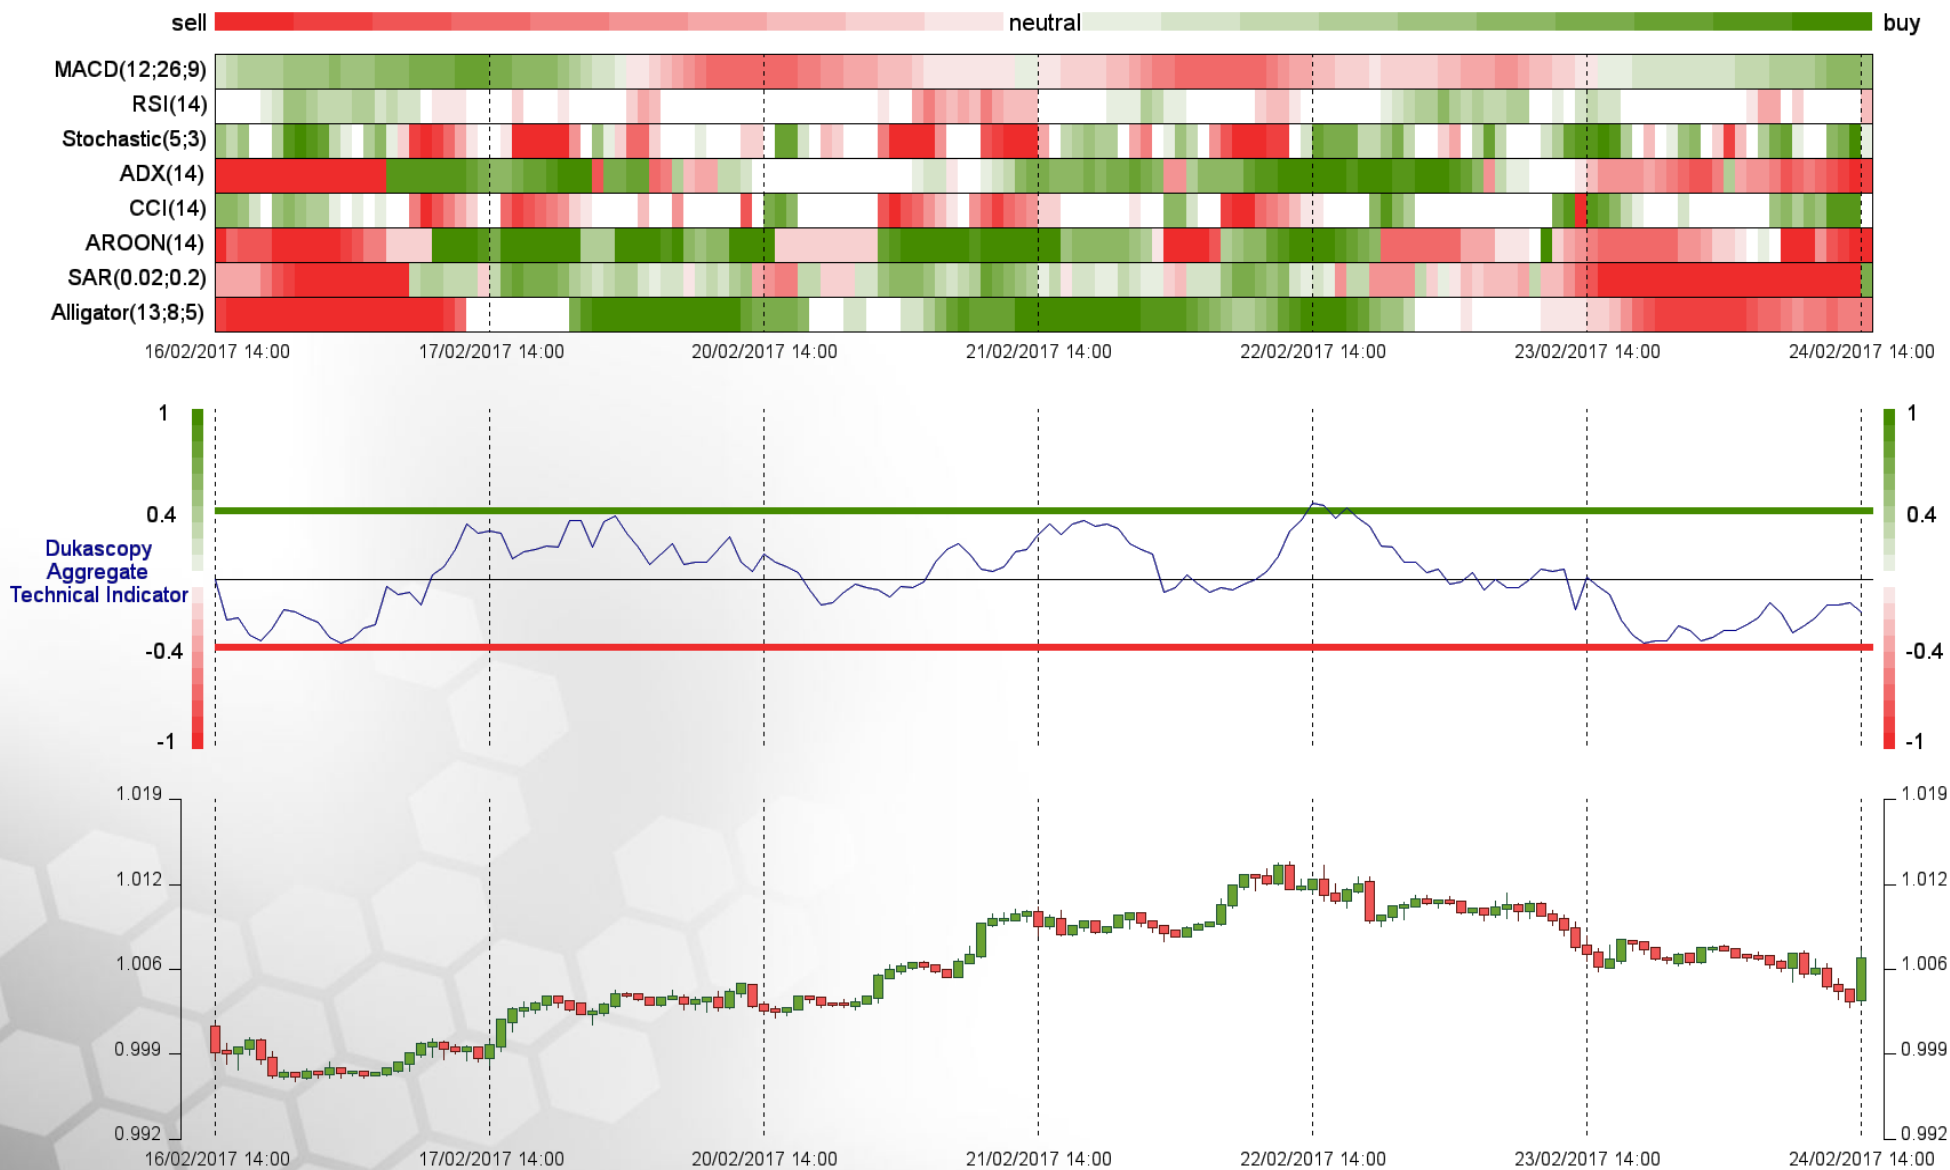 sell neutral buy
MACD(12;26;9)
RSI(14)
Stochastic(5;3)
ADX(14)
CCI(14)
AROON(14)
SAR(0.02;0.2)
Alligator(13;8;5)
16/02/2017 14:00 17/02/2017 14:00 20/02/2017 14:00 21/02/2017 14:00 22/02/2017 14:00 23/02/2017 14:00 24/02/2017 14:00
1 1
0.4 0.4
Dukascopy
Aggregate
Technical Indicator
-0.4 -0.4
-1 -1
1.019 1.019
1.012 1.012
1.006 1.006
0.999 0.999
0.992 0.992
16/02/2017 14:00 17/02/2017 14:00 20/02/2017 14:00 21/02/2017 14:00 22/02/2017 14:00 23/02/2017 14:00 24/02/2017 14:00